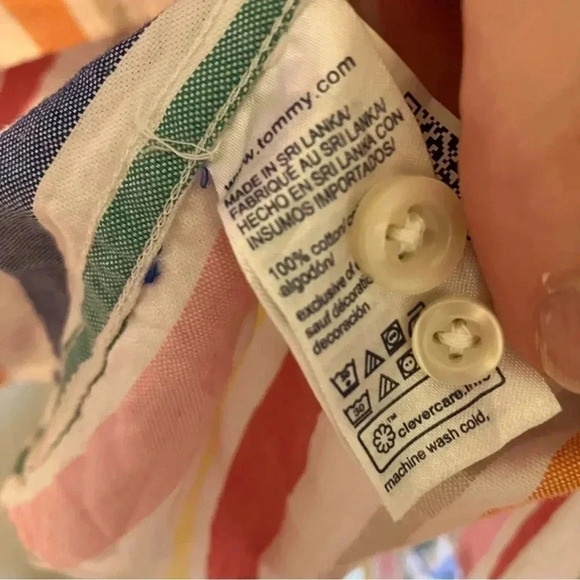 www.tommy.com
MADE IN SRI LANKA/
FABRIQUÉ AU SRI LANKA/
HECHO EN SRI LANKA CON
INSUMOS IMPORTADOS/
100% cotton/
algodón/
exclusive of
sauf décoration
decoración
30
clevercare.info
machine wash cold,